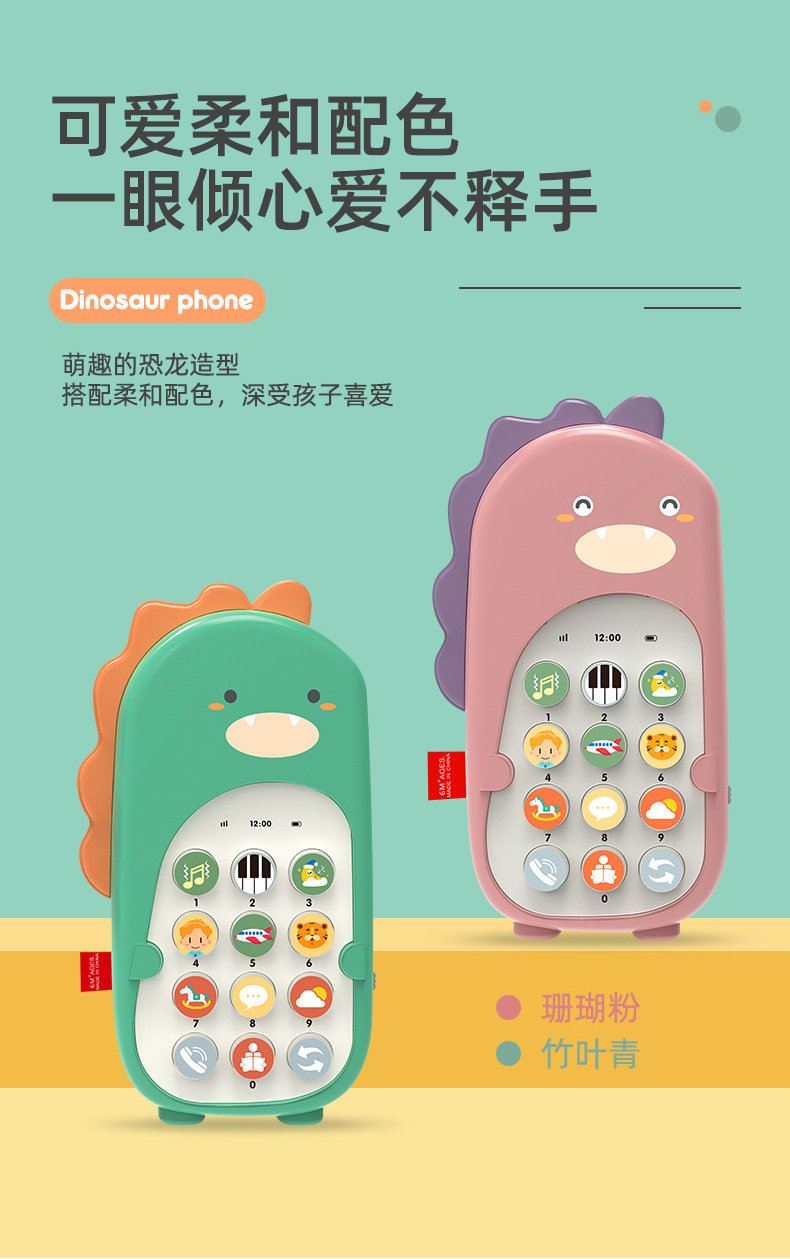 可爱柔和配色
一眼倾心爱不释手
Dinosaur phone
萌趣的恐龙造型
搭配柔和配色，深受孩子喜爱
12:00
1 2 3
4 5 6
7 8 9
0
6M+AGES.
MADE IN CHINA
12:00
1 2 3
4 5 6
7 8 9
0
6M+AGES.
MADE IN CHINA
珊瑚粉
竹叶青